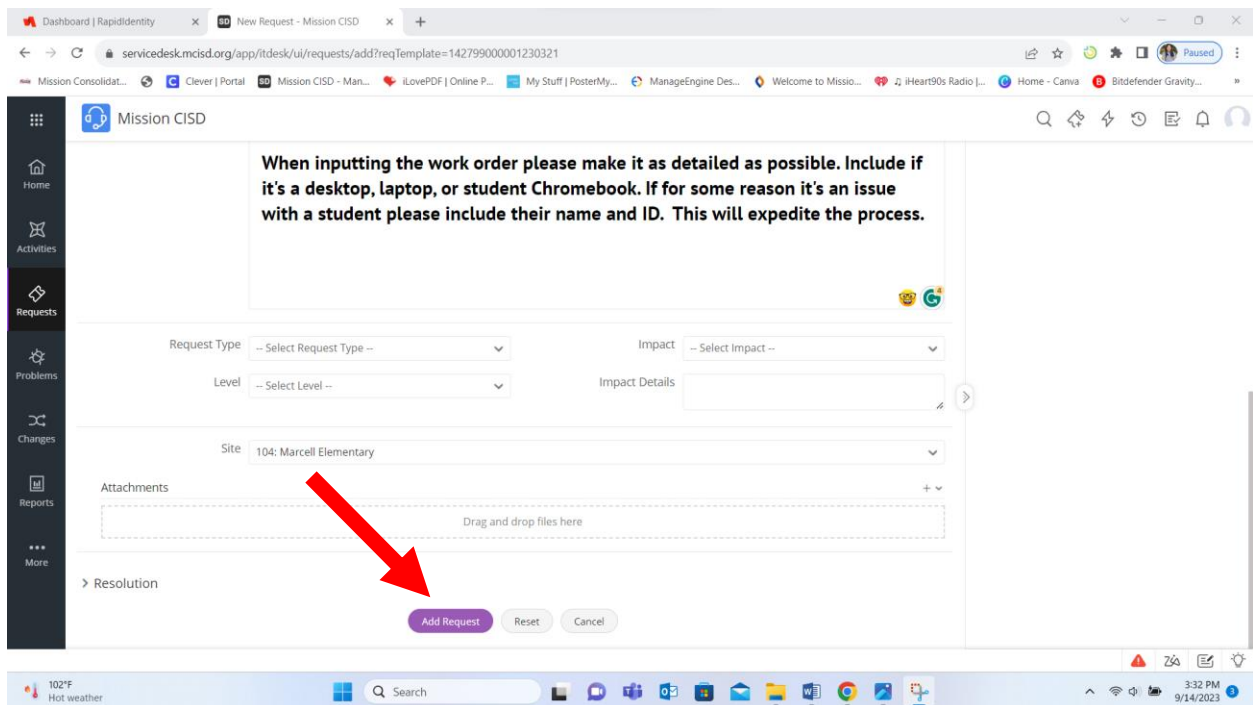 Dashboard | RapidIdentity
SD New Request - Mission CISD
servicedesk.mcisd.org/app/itdesk/ui/requests/add?reqTemplate=142799000001230321
Paused
Mission Consolidat... C Clever | Portal SD Mission CISD - Man... iLovePDF | Online P... My Stuff | PosterMy... ManageEngine Des... Welcome to Missio... ♫ iHeart90s Radio |... Home - Canva B Bitdefender Gravity... »
Mission CISD
Home
Activities
Requests
Problems
Changes
Reports
More
When inputting the work order please make it as detailed as possible. Include if
it's a desktop, laptop, or student Chromebook. If for some reason it's an issue
with a student please include their name and ID. This will expedite the process.
G 4
Request Type -- Select Request Type --
Impact -- Select Impact --
Level -- Select Level --
Impact Details
Site 104: Marcell Elementary
Attachments
Drag and drop files here
> Resolution
Add Request Reset Cancel
102°F
Hot weather
Search
3:32 PM
9/14/2023
3